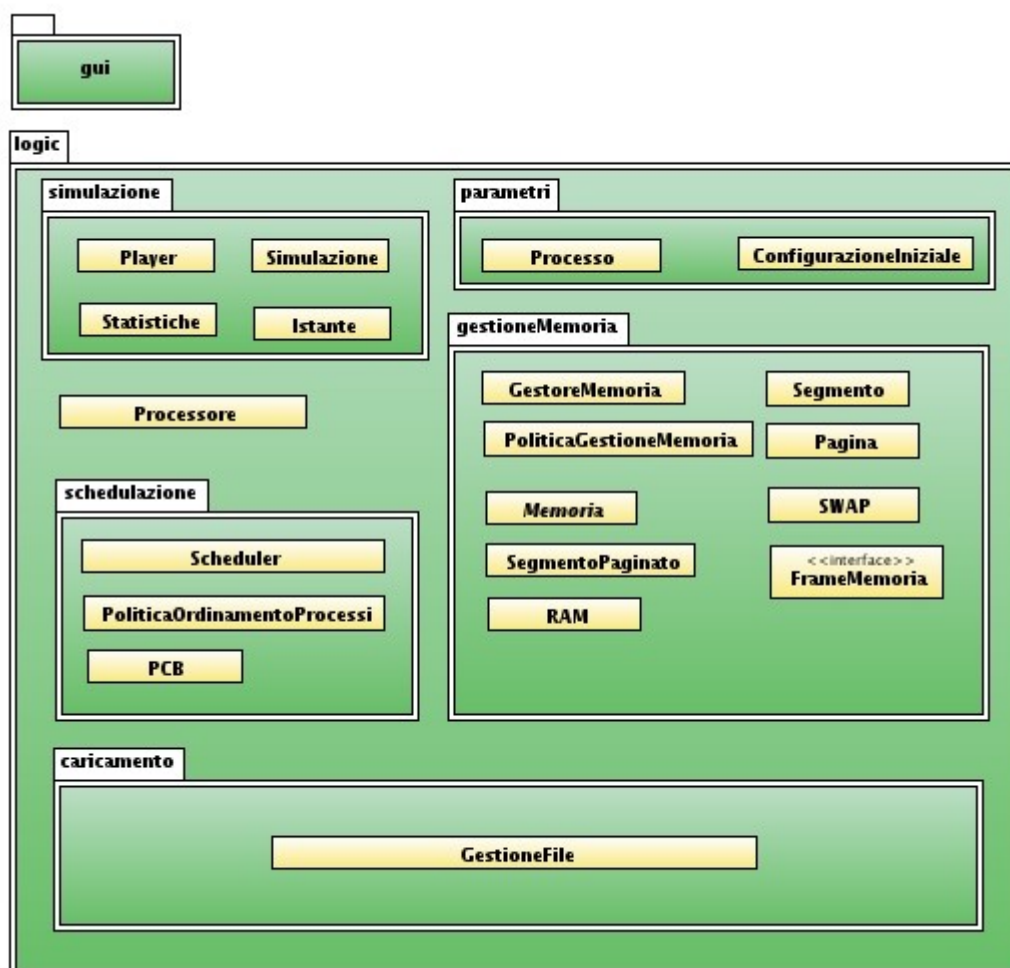 gui
logic
simulazione
Player
Simulazione
Statistiche
Istante
parametri
Processo
ConfigurazioneIniziale
gestioneMemoria
GestoreMemoria
Segmento
PoliticaGestioneMemoria
Pagina
Memoria
SWAP
SegmentoPaginato
<<interface>>
FrameMemoria
RAM
Processore
schedulazione
Scheduler
PoliticaOrdinamentoProcessi
PCB
caricamento
GestioneFile